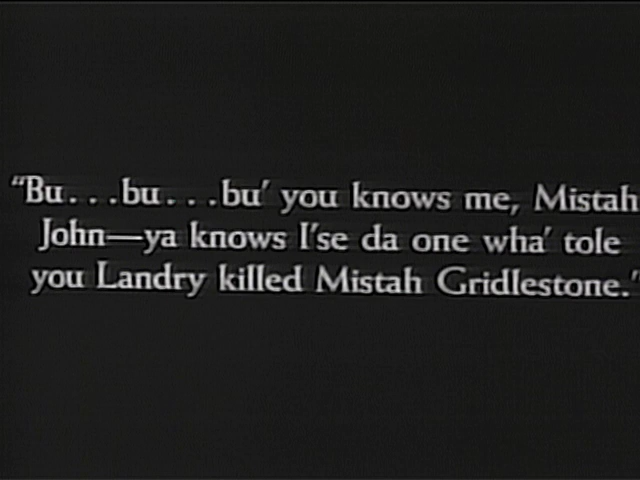 “Bu...bu...bu’ you knows me, Mistah
John—ya knows I’se da one wha’ tole
you Landry killed Mistah Gridlestone.”